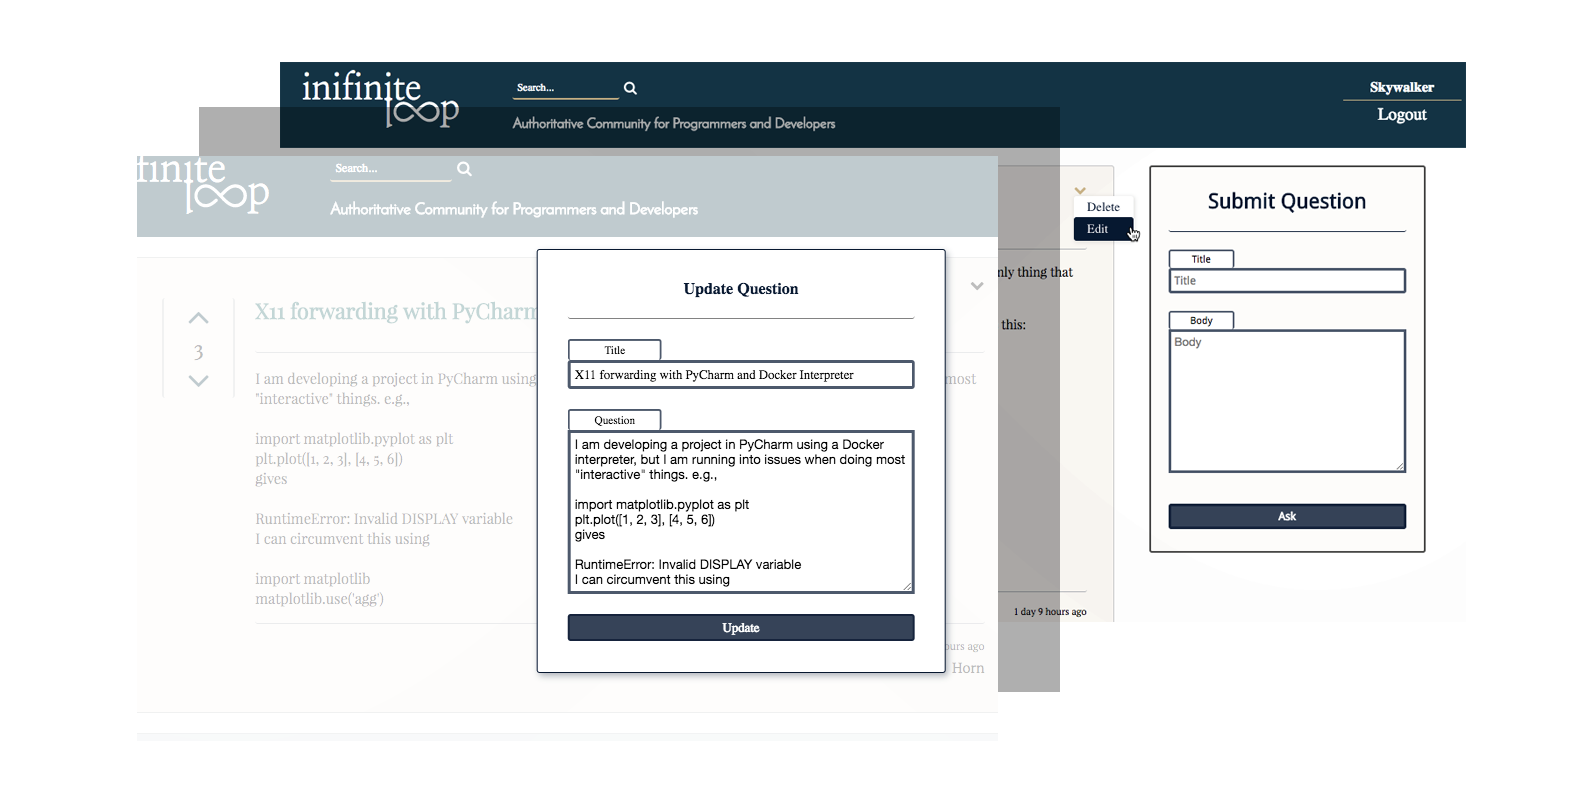 inifinite
loop
Search...
Authoritative Community for Programmers and Developers
Skywalker
Logout
Delete
Edit
thing that
this:
1 day 9 hours ago
Submit Question
Title
Title
Body
Body
Ask
loop
Search...
Authoritative Community for Programmers and Developers
3
X11 forwarding with PyCharm
I am developing a project in PyCharm using
most
"interactive" things. e.g.,
import matplotlib.pyplot as plt
plt.plot([1, 2, 3], [4, 5, 6])
gives
RuntimeError: Invalid DISPLAY variable
I can circumvent this using
import matplotlib
matplotlib.use('agg')
ago
Horn
Update Question
Title
X11 forwarding with PyCharm and Docker Interpreter
Question
I am developing a project in PyCharm using a Docker
interpreter, but I am running into issues when doing most
"interactive" things. e.g.,
import matplotlib.pyplot as plt
plt.plot([1, 2, 3], [4, 5, 6])
gives
RuntimeError: Invalid DISPLAY variable
I can circumvent this using
Update